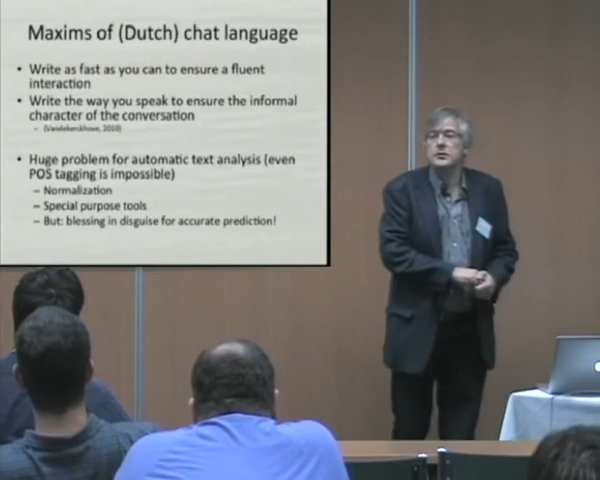 Maxims of (Dutch) chat language
• Write as fast as you can to ensure a fluent
interaction
• Write the way you speak to ensure the informal
character of the conversation
– (Vandekerckhove, 2010)
• Huge problem for automatic text analysis (even
POS tagging is impossible)
– Normalization
– Special purpose tools
– But: blessing in disguise for accurate prediction!